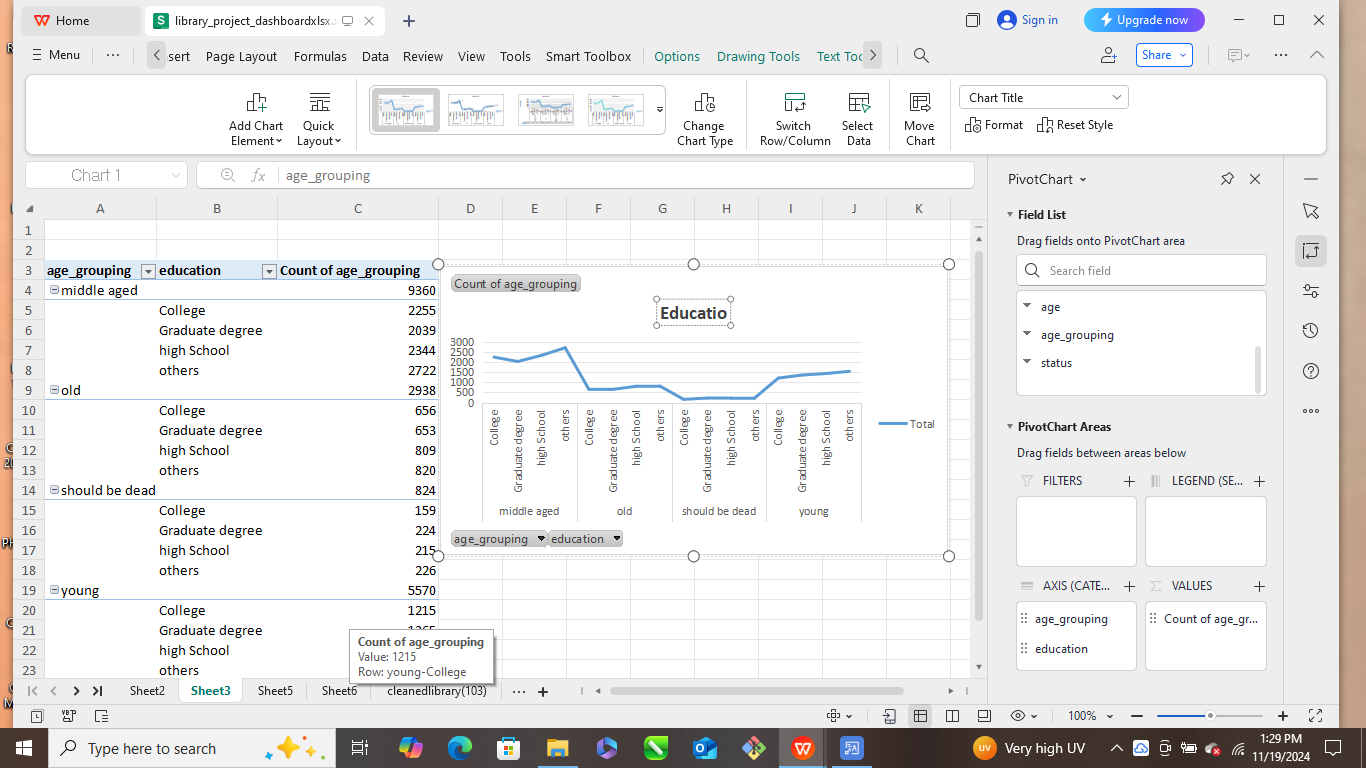 Home
library_project_dashboardxlsx.
Sign in
Upgrade now
Menu
sert
Page Layout
Formulas
Data
Review
View
Tools
Smart Toolbox
Options
Drawing Tools
Text Too
Share
Add Chart
Element
Quick
Layout
Change
Chart Type
Switch
Row/Column
Select
Data
Move
Chart
Chart Title
Format
Reset Style
Chart 1
fx
age_grouping
PivotChart
A B C D E F G H I J K
1
2
3 age_grouping education Count of age_grouping
4 middle aged 9360
5 College 2255
6 Graduate degree 2039
7 high School 2344
8 others 2722
9 old 2938
10 College 656
11 Graduate degree 653
12 high School 809
13 others 820
14 should be dead 824
15 College 159
16 Graduate degree 224
17 high School 215
18 others 226
19 young 5570
20 College 1215
21 Graduate degree
22 high School
23 others
Count of age_grouping
Value: 1215
Row: young-College
Count of age_grouping
Educatio
3000
2500
2000
1500
1000
500
0
College
Graduate degree
high School
others
College
Graduate degree
high School
others
College
Graduate degree
high School
others
College
Graduate degree
high School
others
middle aged old should be dead young
Total
age_grouping education
Field List
Drag fields onto PivotChart area
Search field
age
age_grouping
status
PivotChart Areas
Drag fields between areas below
FILTERS
LEGEND (SE...
AXIS (CATE...
VALUES
age_grouping
education
Count of age_gr...
Sheet2
Sheet3
Sheet5
Sheet6
cleanedlibrary(103)
100%
Type here to search
UV
Very high UV
1:29 PM
11/19/2024